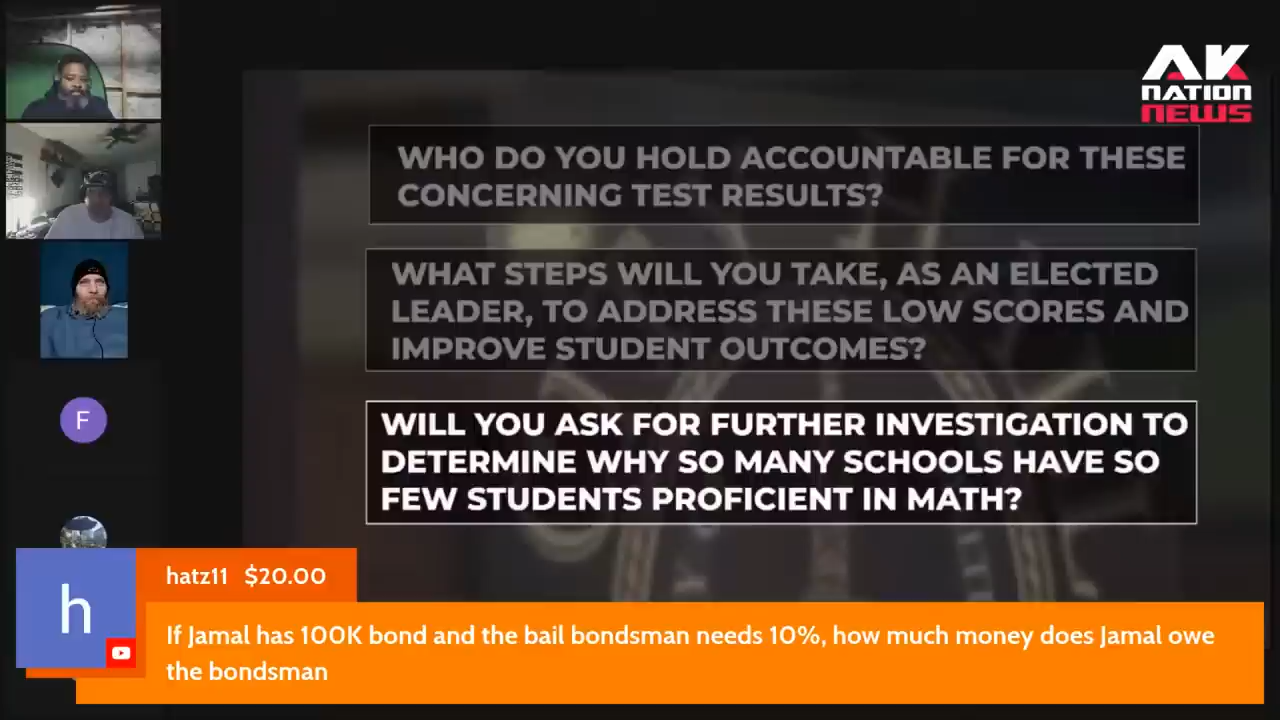 AK
NATION
NEWS
WHO DO YOU HOLD ACCOUNTABLE FOR THESE
CONCERNING TEST RESULTS?
WHAT STEPS WILL YOU TAKE, AS AN ELECTED
LEADER, TO ADDRESS THESE LOW SCORES AND
IMPROVE STUDENT OUTCOMES?
WILL YOU ASK FOR FURTHER INVESTIGATION TO
DETERMINE WHY SO MANY SCHOOLS HAVE SO
FEW STUDENTS PROFICIENT IN MATH?
F
h
hatz11 $20.00
If Jamal has 100K bond and the bail bondsman needs 10%, how much money does Jamal owe
the bondsman